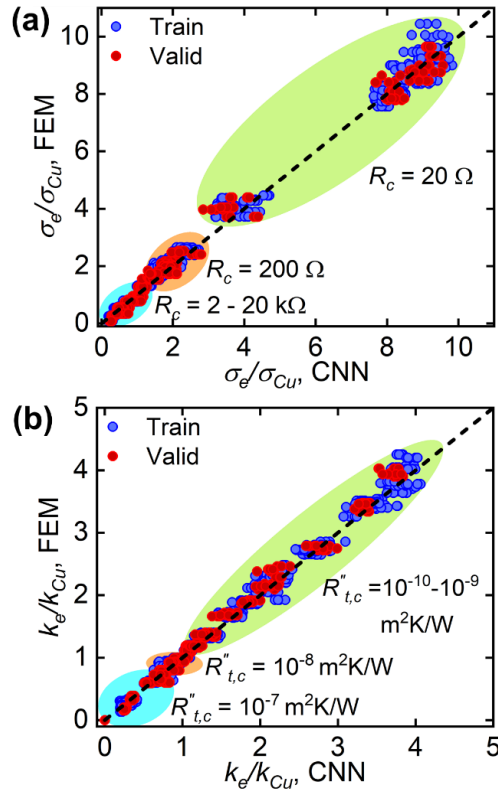 (a)
Train
Valid
σe/σCu, FEM
10
8
6
4
2
0
Rc = 20 Ω
Rc = 200 Ω
Rc = 2 - 20 kΩ
0 2 4 6 8 10
σe/σCu, CNN
(b)
Train
Valid
ke/kCu, FEM
5
4
3
2
1
0
R"t,c =10-10-10-9
m2K/W
R"t,c = 10-8 m2K/W
R"t,c = 10-7 m2K/W
0 1 2 3 4 5
ke/kCu, CNN